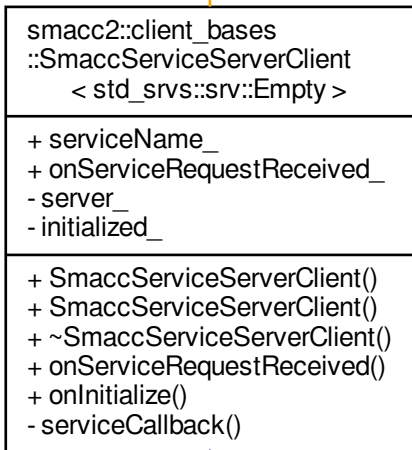 smacc2::client_bases
::SmaccServiceServerClient
< std_srvs::srv::Empty >
+ serviceName_
+ onServiceRequestReceived_
- server_
- initialized_
+ SmaccServiceServerClient()
+ SmaccServiceServerClient()
+ ~SmaccServiceServerClient()
+ onServiceRequestReceived()
+ onInitialize()
- serviceCallback()